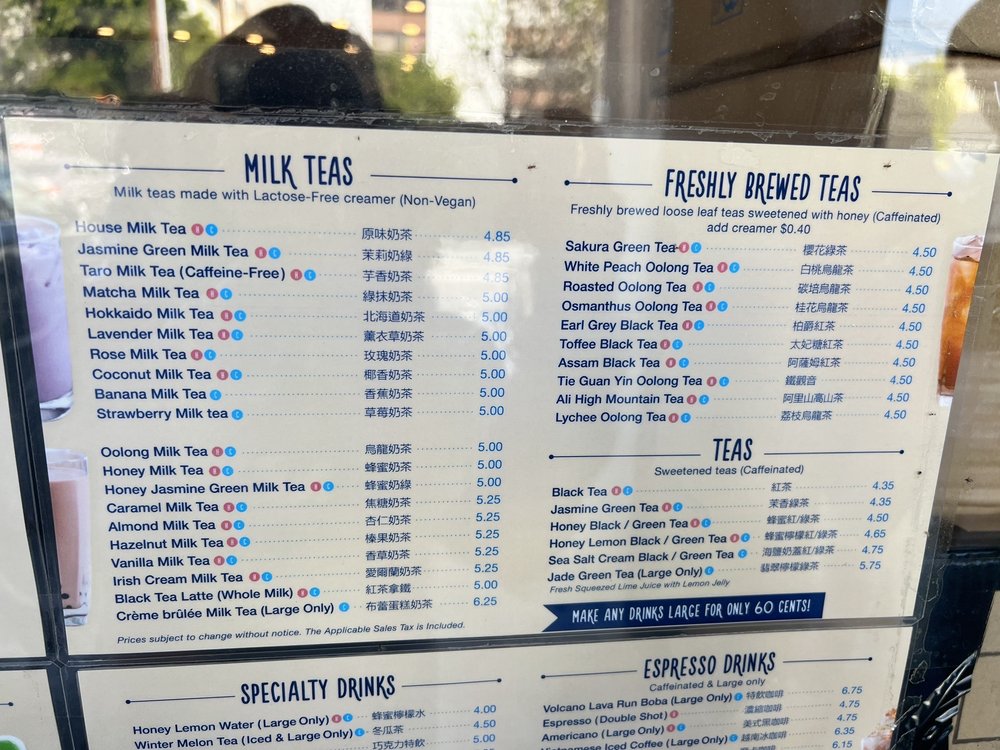 MILK TEAS
Milk teas made with Lactose-Free creamer (Non-Vegan)
House Milk Tea H C 原味奶茶 4.85
Jasmine Green Milk Tea H C 茉莉奶綠 4.85
Taro Milk Tea (Caffeine-Free) H C 芋香奶茶 4.85
Matcha Milk Tea H C 綠抹奶茶 5.00
Hokkaido Milk Tea H C 北海道奶茶 5.00
Lavender Milk Tea H C 薰衣草奶茶 5.00
Rose Milk Tea H C 玫瑰奶茶 5.00
Coconut Milk Tea H C 椰香奶茶 5.00
Banana Milk Tea C 香蕉奶茶 5.00
Strawberry Milk tea C 草莓奶茶 5.00
Oolong Milk Tea H C 烏龍奶茶 5.00
Honey Milk Tea H C 蜂蜜奶茶 5.00
Honey Jasmine Green Milk Tea H C 蜂蜜奶綠 5.00
Caramel Milk Tea H C 焦糖奶茶 5.25
Almond Milk Tea H C 杏仁奶茶 5.25
Hazelnut Milk Tea H C 榛果奶茶 5.25
Vanilla Milk Tea H C 香草奶茶 5.25
Irish Cream Milk Tea H C 愛爾蘭奶茶 5.25
Black Tea Latte (Whole Milk) H C 紅茶拿鐵 5.00
Crème brûlée Milk Tea (Large Only) C 布蕾蛋糕奶茶 6.25
Prices subject to change without notice. The Applicable Sales Tax is Included.
FRESHLY BREWED TEAS
Freshly brewed loose leaf teas sweetened with honey (Caffeinated)
add creamer $0.40
Sakura Green Tea H C 櫻花綠茶 4.50
White Peach Oolong Tea H C 白桃烏龍茶 4.50
Roasted Oolong Tea H C 碳培烏龍茶 4.50
Osmanthus Oolong Tea H C 桂花烏龍茶 4.50
Earl Grey Black Tea H C 柏爵紅茶 4.50
Toffee Black Tea H C 太妃糖紅茶 4.50
Assam Black Tea H C 阿薩姆紅茶 4.50
Tie Guan Yin Oolong Tea H C 鐵觀音 4.50
Ali High Mountain Tea H C 阿里山高山茶 4.50
Lychee Oolong Tea H C 荔枝烏龍茶 4.50
TEAS
Sweetened teas (Caffeinated)
Black Tea H C 紅茶 4.35
Jasmine Green Tea H C 茉香綠茶 4.35
Honey Black / Green Tea H C 蜂蜜紅/綠茶 4.50
Honey Lemon Black / Green Tea H C 蜂蜜檸檬紅/綠茶 4.65
Sea Salt Cream Black / Green Tea C 海鹽奶蓋紅/綠茶 4.75
Jade Green Tea (Large Only) C 翡翠檸檬綠茶 5.75
Fresh Squeezed Lime Juice with Lemon Jelly
MAKE ANY DRINKS LARGE FOR ONLY 60 CENTS!
SPECIALTY DRINKS
Honey Lemon Water (Large Only) H C 蜂蜜檸檬水 4.00
Winter Melon Tea (Iced & Large Only) C 冬瓜茶 4.50
巧克力特飲 5.00
ESPRESSO DRINKS
Caffeinated & Large only
Volcano Lava Run Boba (Large Only) C 特飲咖啡 6.75
Espresso (Double Shot) H 濃縮咖啡 4.75
Americano (Large Only) H C 美式黑咖啡 4.75
Vietnamese Iced Coffee (Large Only) C 越南冰咖啡 6.15
6.35